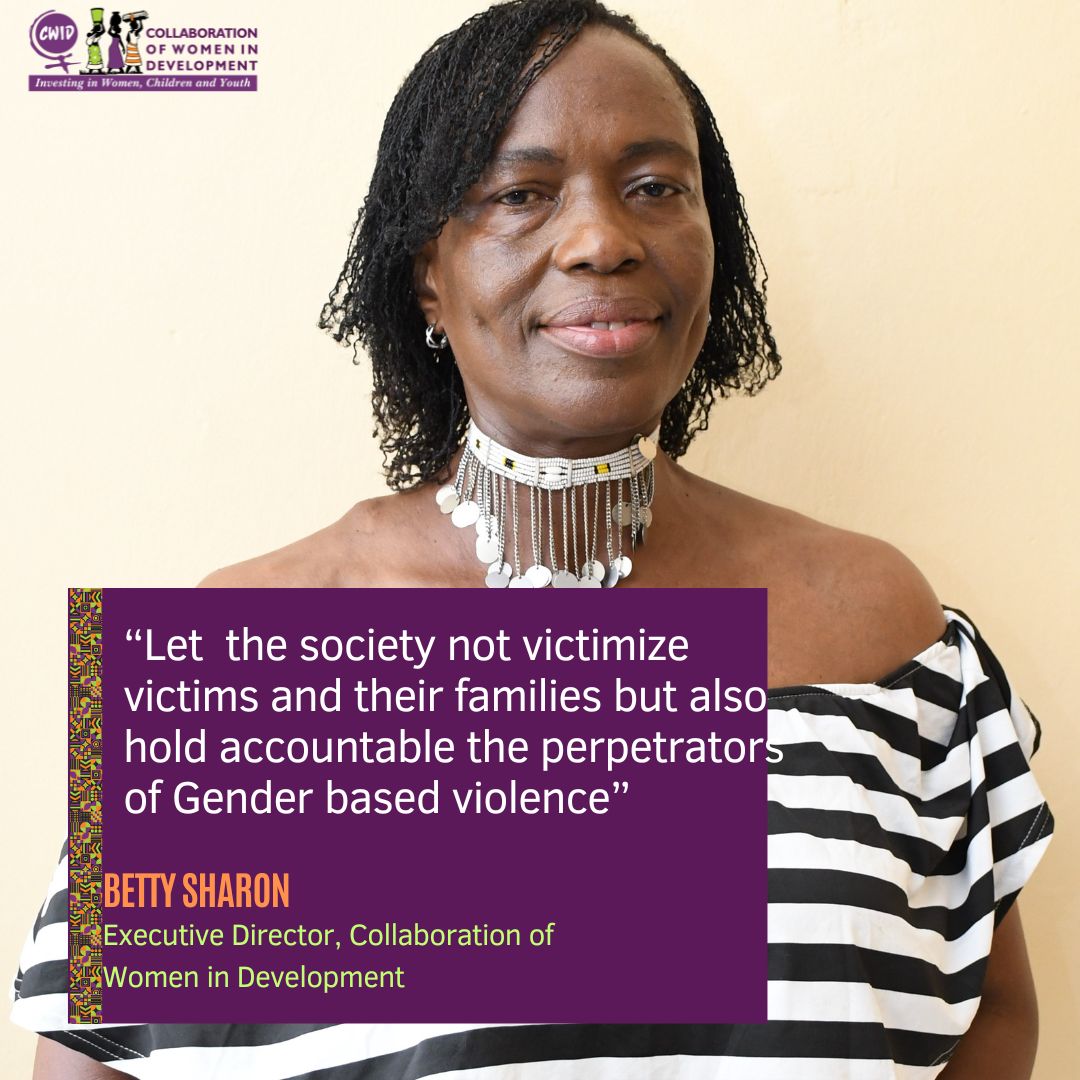 CWID
COLLABORATION
OF WOMEN IN
DEVELOPMENT
Investing in Women, Children and Youth
“Let the society not victimize
victims and their families but also
hold accountable the perpetrators
of Gender based violence”
BETTY SHARON
Executive Director, Collaboration of
Women in Development